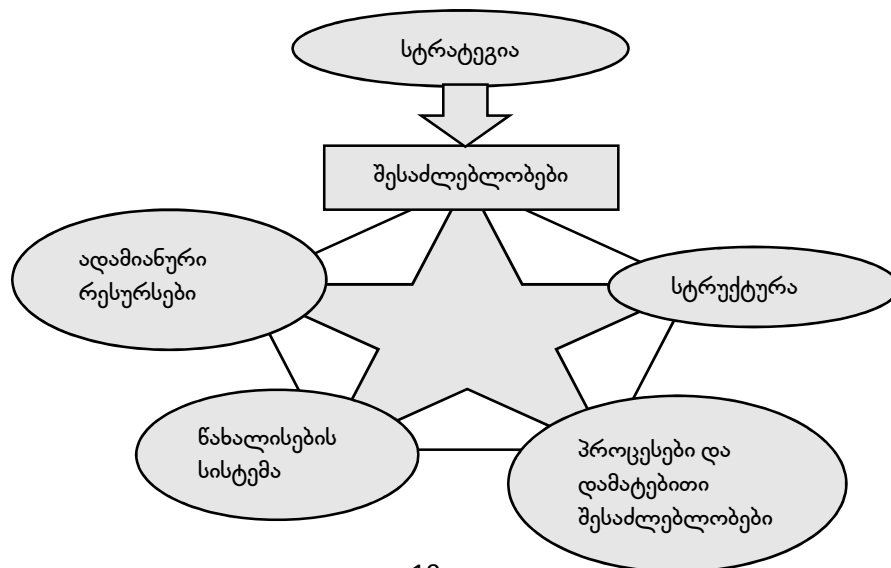 სტრატეგია
შესაძლებლობები
ადამიანური
რესურსები
სტრუქტურა
წახალისების
სისტემა
პროცესები და
დამატებითი
შესაძლებლობები